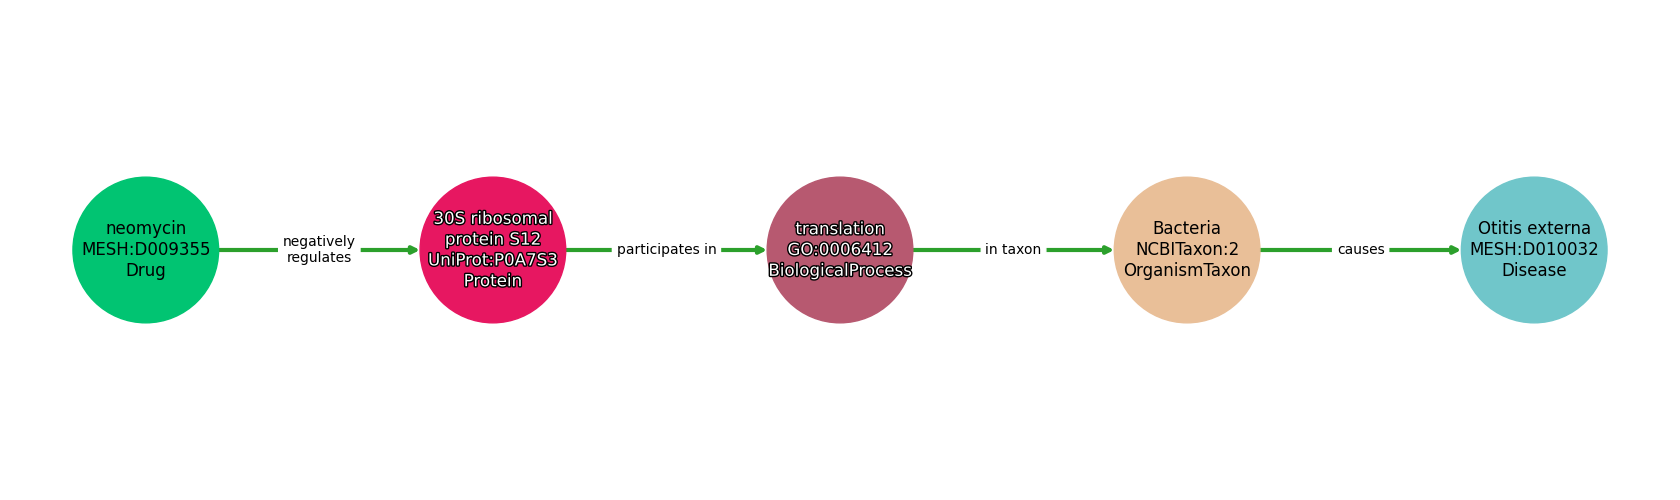 neomycin
MESH:D009355
Drug
negatively
regulates
30S ribosomal
protein S12
UniProt:P0A7S3
Protein
participates in
translation
GO:0006412
BiologicalProcess
in taxon
Bacteria
NCBITaxon:2
OrganismTaxon
causes
Otitis externa
MESH:D010032
Disease